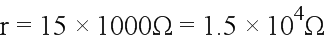 r = 15 × 1000Ω = 1.5 × 10⁴Ω